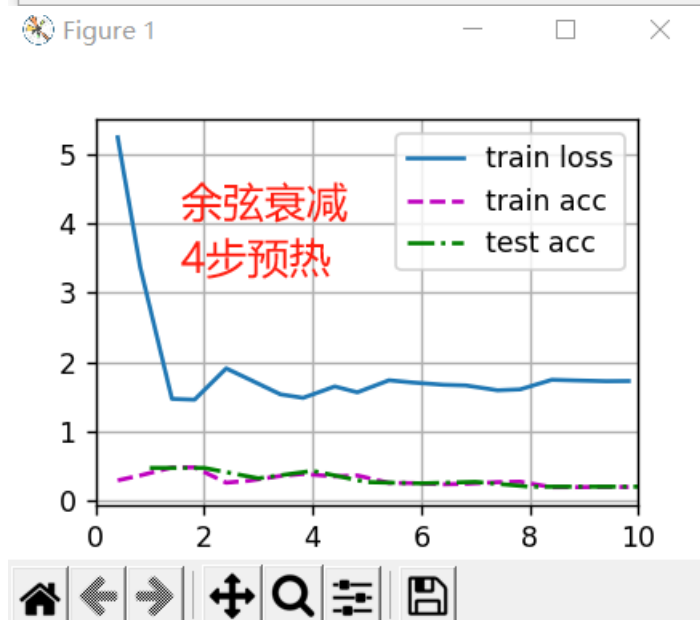 Figure 1
5
4
3
2
1
0
0 2 4 6 8 10
train loss
train acc
test acc
余弦衰减
4步预热